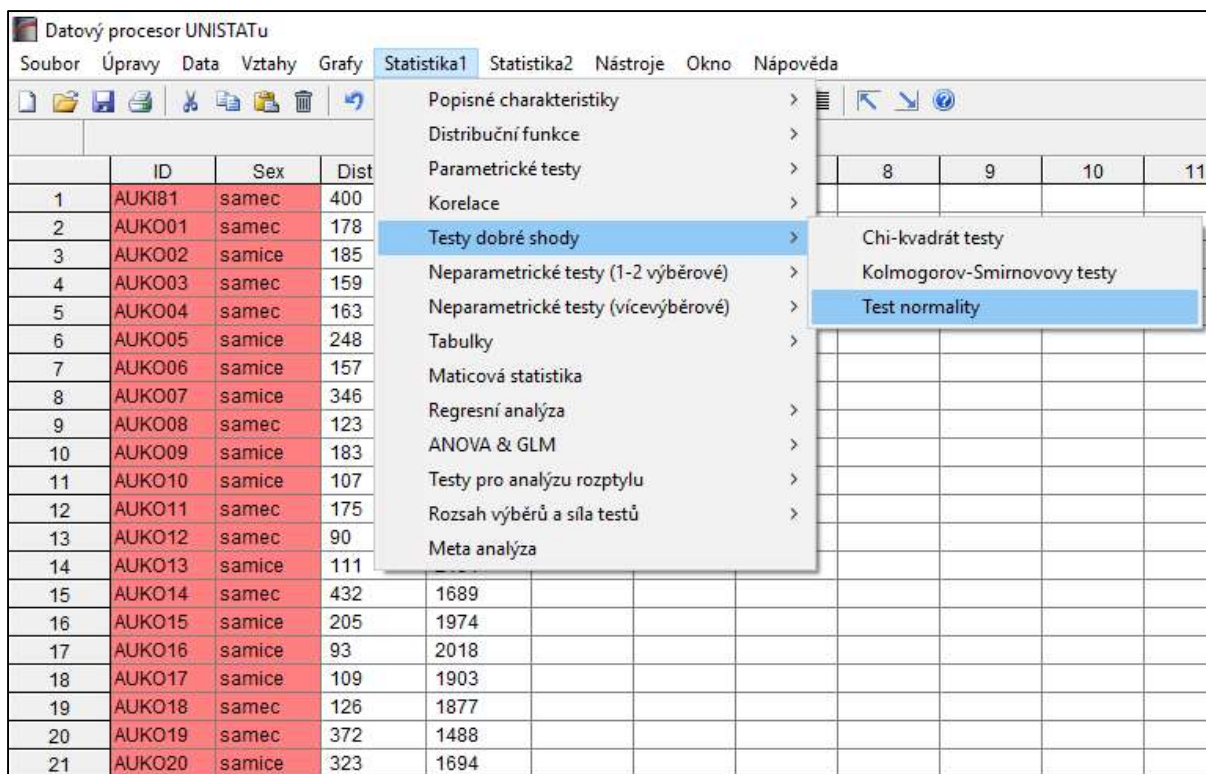 Datový procesor UNISTATu
Soubor Úpravy Data Vztahy Grafy Statistika1 Statistika2 Nástroje Okno Nápověda
Popisné charakteristiky
Distribuční funkce
Parametrické testy
Korelace
Testy dobré shody
Neparametrické testy (1-2 výběrové)
Neparametrické testy (vícevýběrové)
Tabulky
Maticová statistika
Regresní analýza
ANOVA & GLM
Testy pro analýzu rozptylu
Rozsah výběrů a síla testů
Meta analýza
Chi-kvadrát testy
Kolmogorov-Smirnovovy testy
Test normality
ID Sex Dist 8 9 10 11
1 AUKI81 samec 400
2 AUKO01 samec 178
3 AUKO02 samice 185
4 AUKO03 samec 159
5 AUKO04 samec 163
6 AUKO05 samice 248
7 AUKO06 samice 157
8 AUKO07 samice 346
9 AUKO08 samec 123
10 AUKO09 samice 183
11 AUKO10 samice 107
12 AUKO11 samec 175
13 AUKO12 samec 90
14 AUKO13 samice 111
15 AUKO14 samec 432 1689
16 AUKO15 samice 205 1974
17 AUKO16 samice 93 2018
18 AUKO17 samice 109 1903
19 AUKO18 samec 126 1877
20 AUKO19 samec 372 1488
21 AUKO20 samice 323 1694